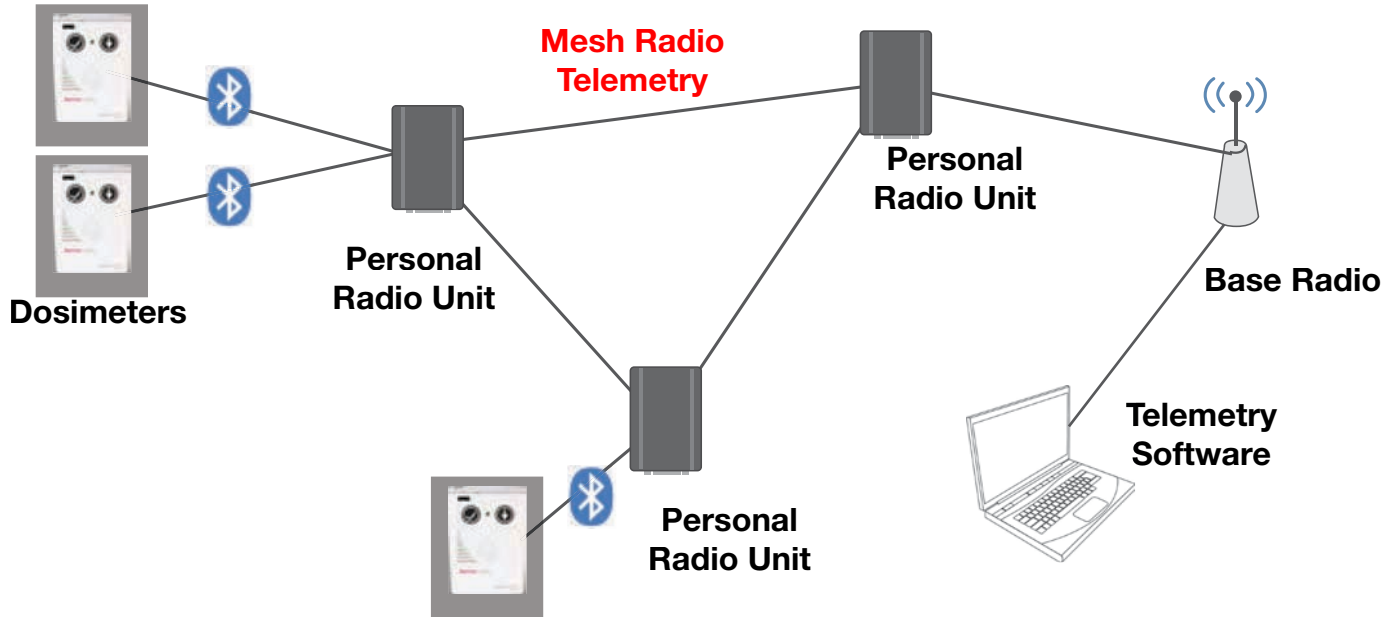 Mesh Radio
Telemetry
Personal
Radio Unit
Personal
Radio Unit
Base Radio
Dosimeters
Telemetry
Software
Personal
Radio Unit